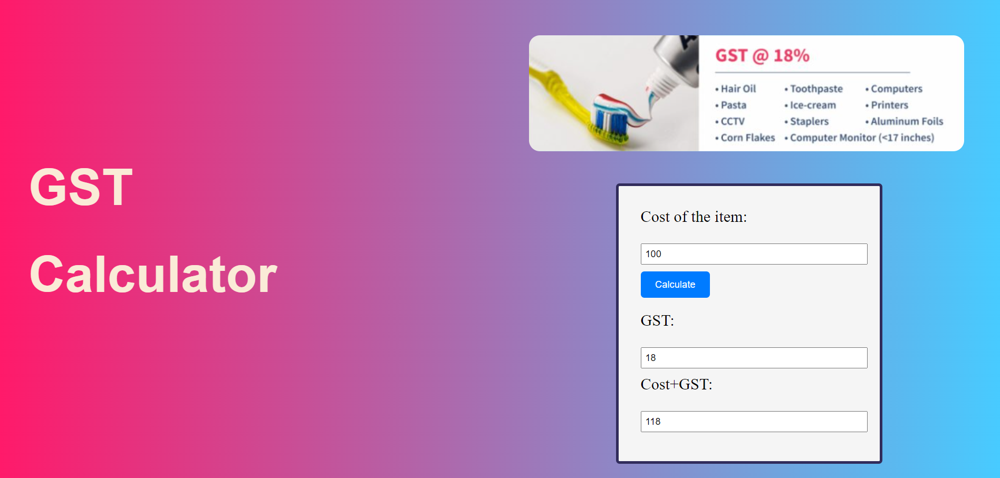 GST
Calculator
GST @ 18%
• Hair Oil • Toothpaste • Computers
• Pasta • Ice-cream • Printers
• CCTV • Staplers • Aluminum Foils
• Corn Flakes • Computer Monitor (<17 inches)
Cost of the item:
100
Calculate
GST:
18
Cost+GST:
118